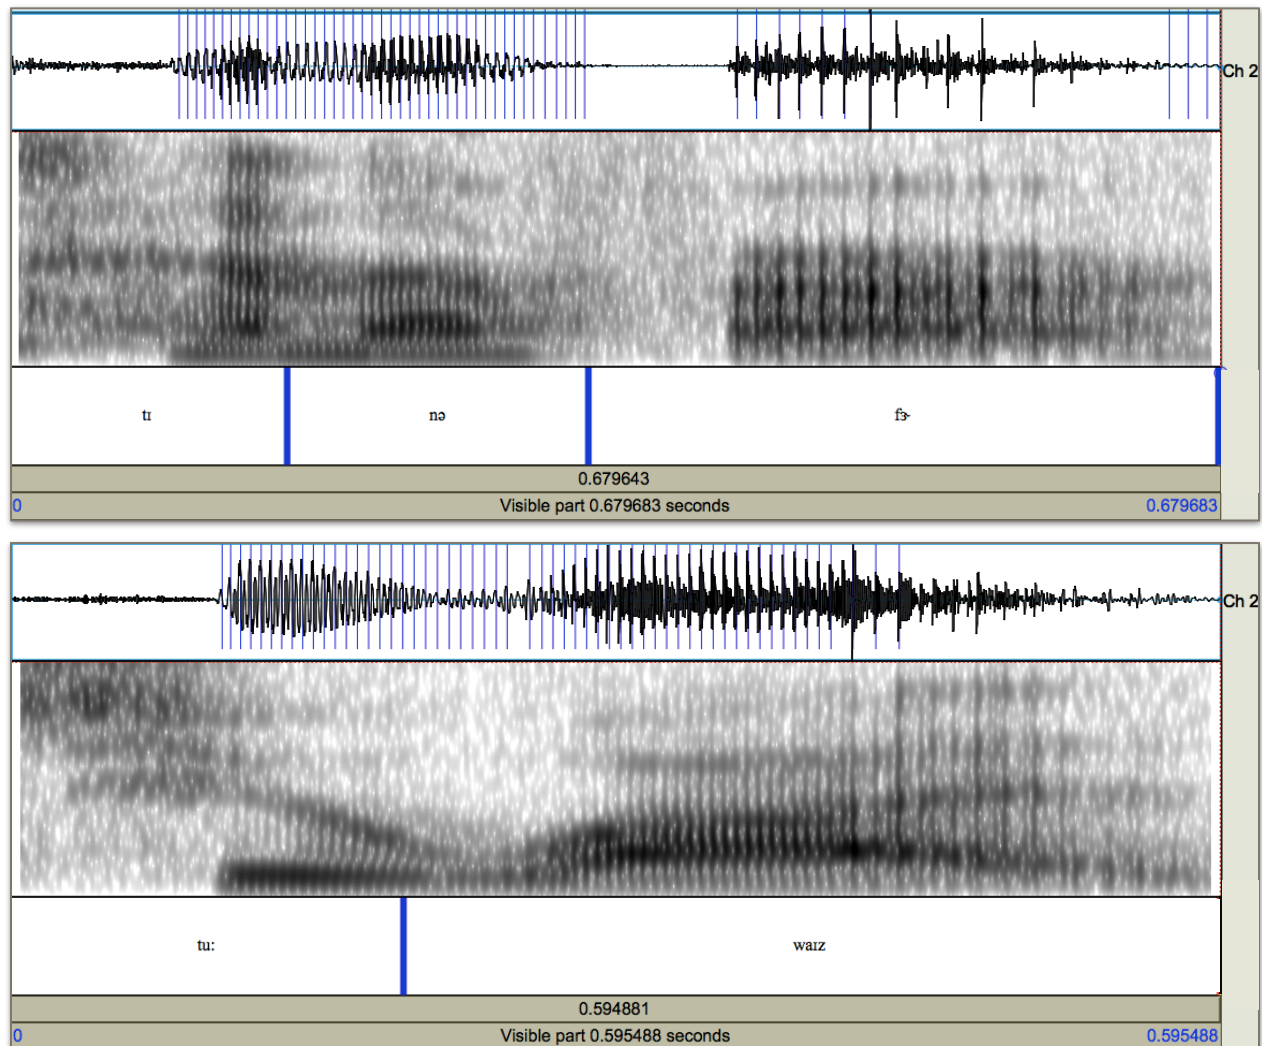 Ch 2
tɪ nə fɝ
0.679643
0 Visible part 0.679683 seconds 0.679683
Ch 2
tuː waɪz
0.594881
0 Visible part 0.595488 seconds 0.595488